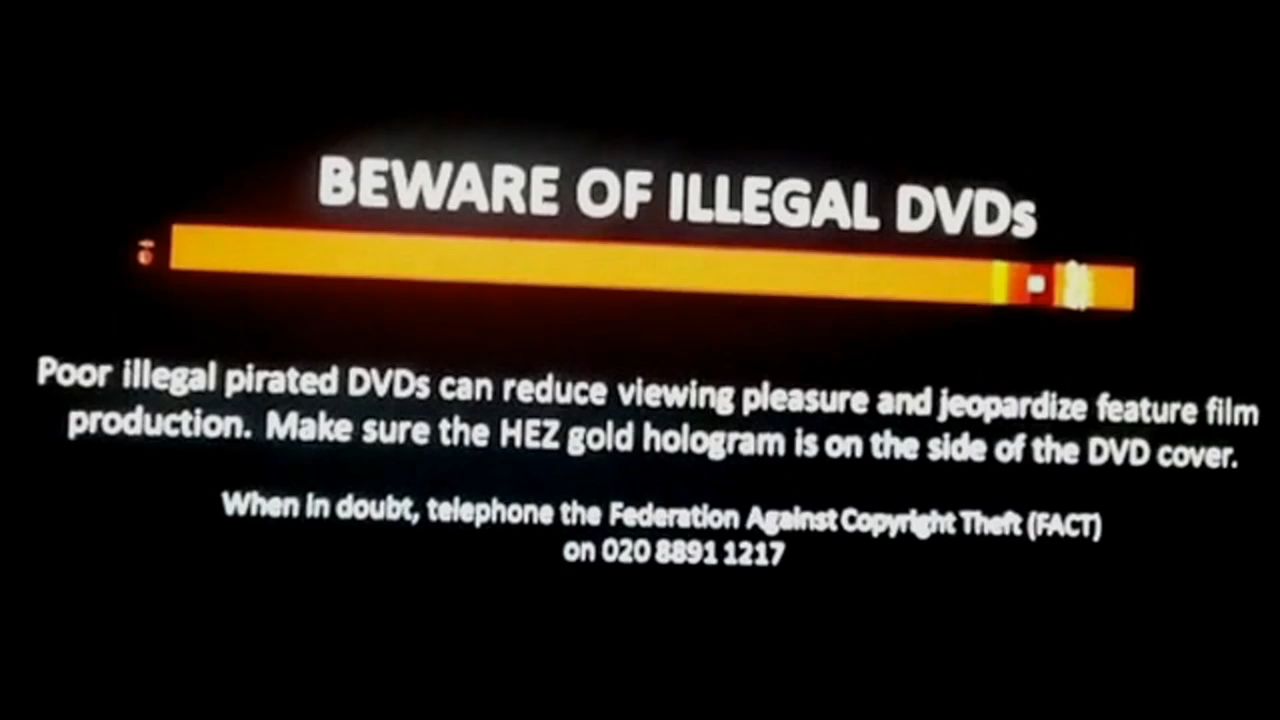 BEWARE OF ILLEGAL DVDs
Poor illegal pirated DVDs can reduce viewing pleasure and jeopardize feature film
production. Make sure the HEZ gold hologram is on the side of the DVD cover.
When in doubt, telephone the Federation Against Copyright Theft (FACT)
on 020 8891 1217